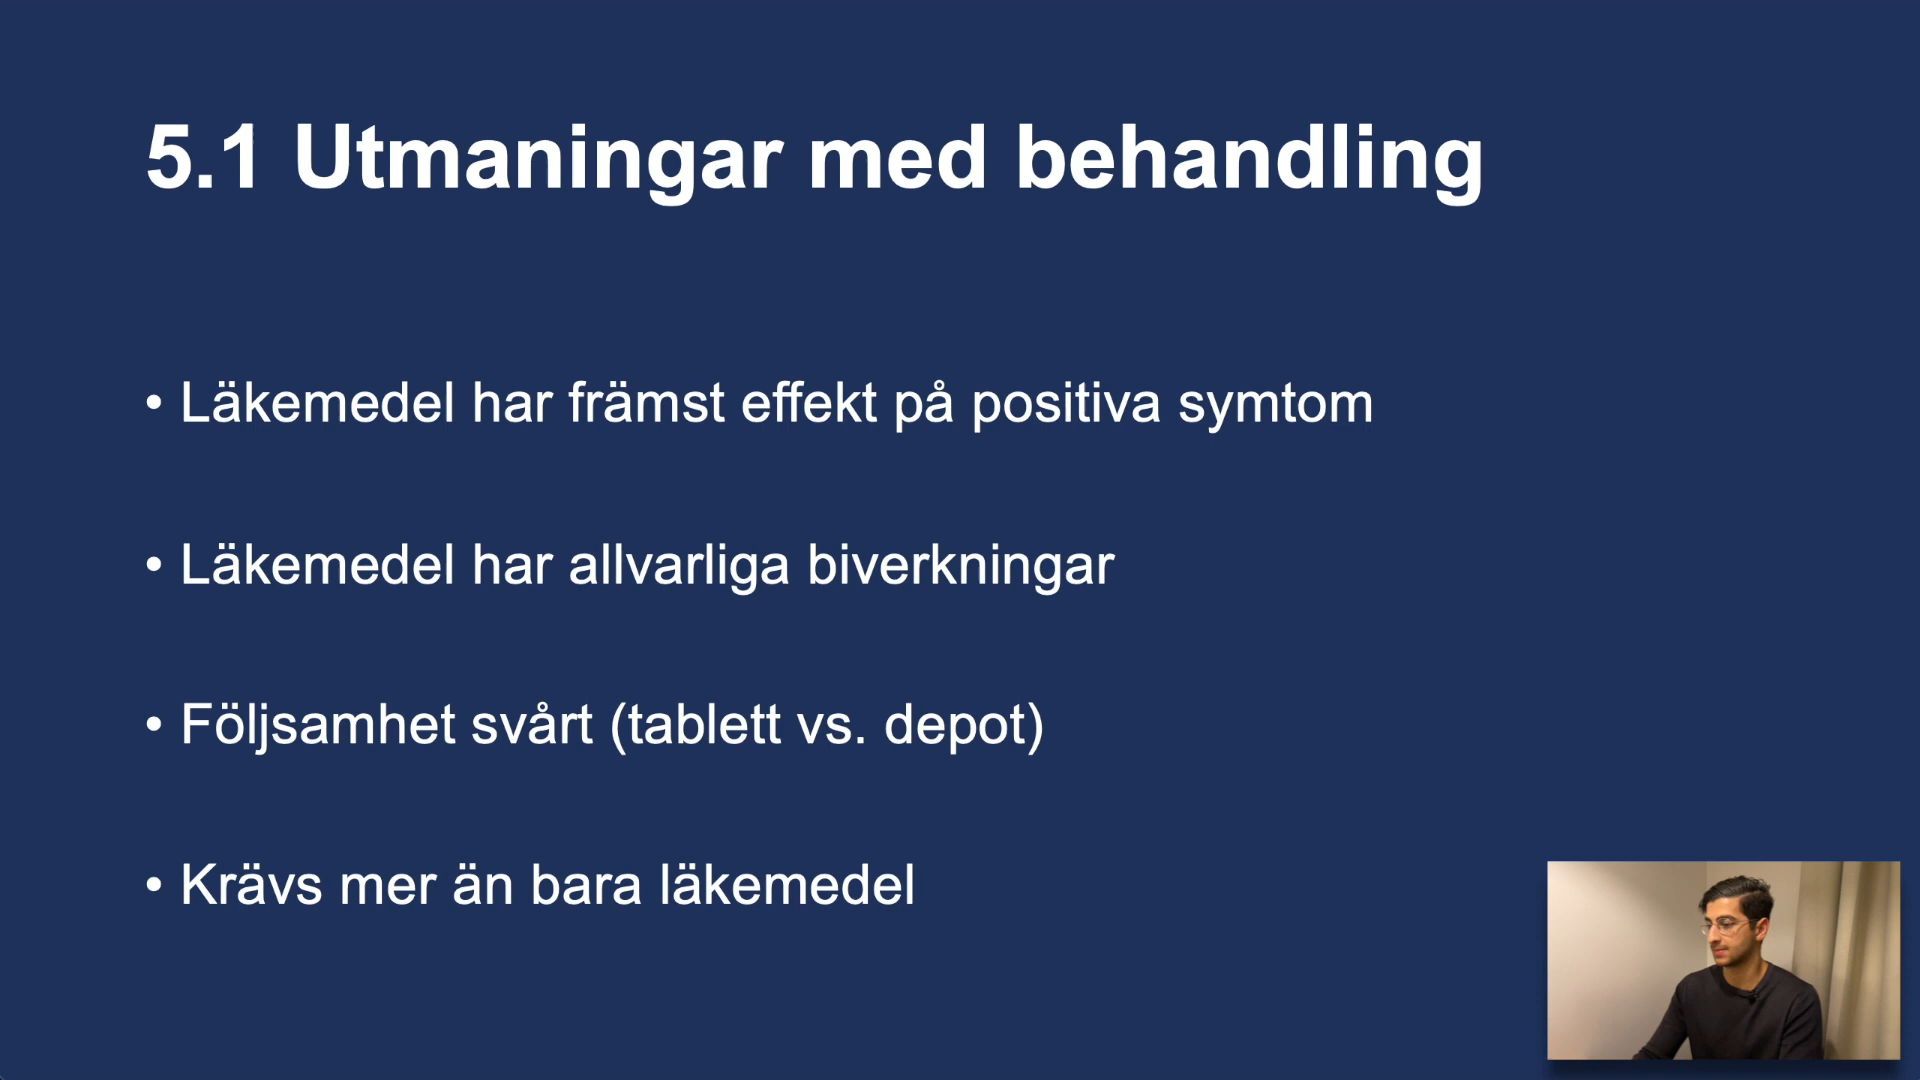 5.1 Utmaningar med behandling
• Läkemedel har främst effekt på positiva symtom
• Läkemedel har allvarliga biverkningar
• Följsamhet svårt (tablett vs. depot)
• Krävs mer än bara läkemedel